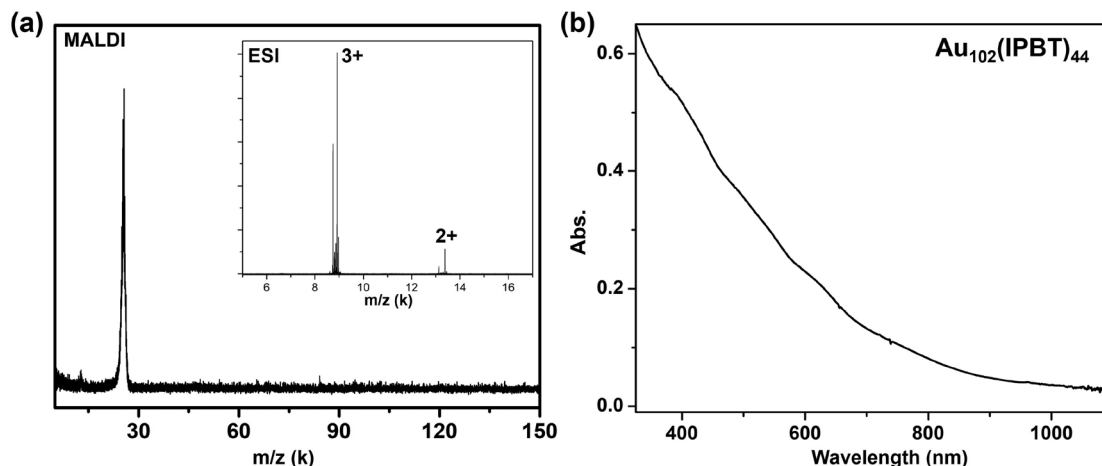 (a)
MALDI
ESI
3+
2+
6 8 10 12 14 16
m/z (k)
30 60 90 120 150
m/z (k)
(b)
Au₁₀₂(IPBT)₄₄
0.6
0.4
0.2
0.0
Abs.
400 600 800 1000
Wavelength (nm)